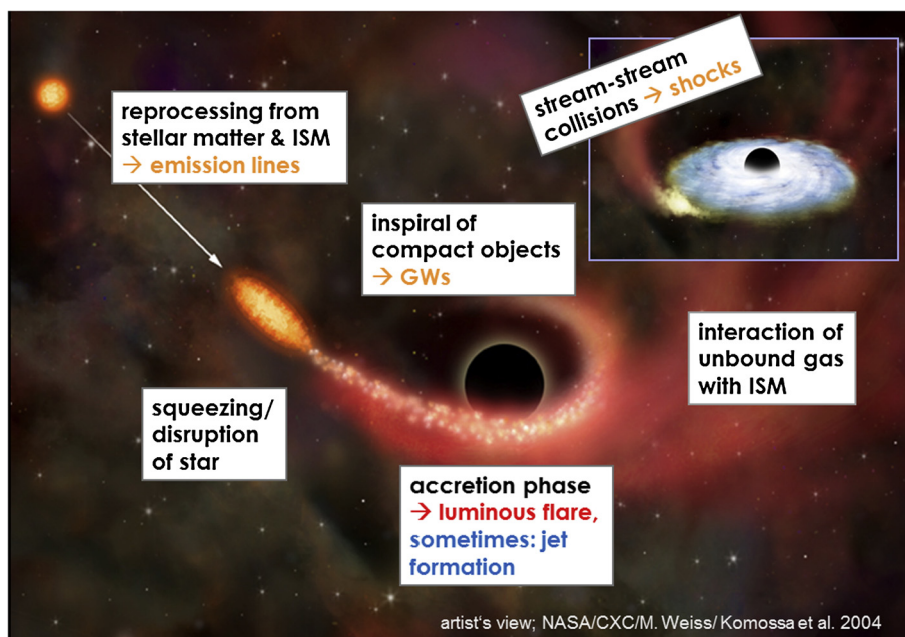 reprocessing from
stellar matter & ISM
→ emission lines
stream-stream
collisions → shocks
inspiral of
compact objects
→ GWs
interaction of
unbound gas
with ISM
squeezing/
disruption
of star
accretion phase
→ luminous flare,
sometimes: jet
formation
artist's view; NASA/CXC/M. Weiss/ Komossa et al. 2004